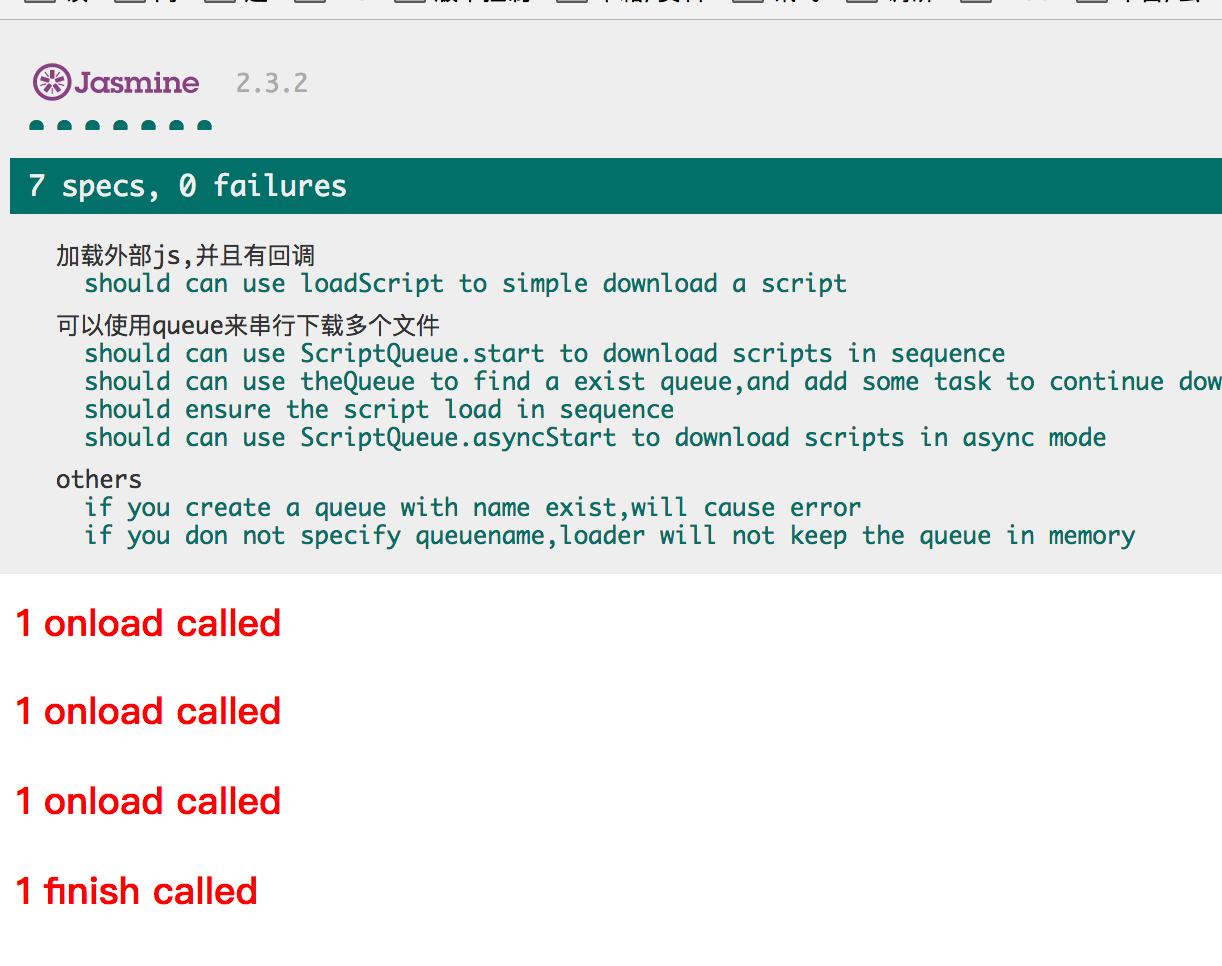 Jasmine 2.3.2
7 specs, 0 failures
加载外部js,并且有回调
should can use loadScript to simple download a script
可以使用queue来串行下载多个文件
should can use ScriptQueue.start to download scripts in sequence
should can use theQueue to find a exist queue,and add some task to continue dow
should ensure the script load in sequence
should can use ScriptQueue.asyncStart to download scripts in async mode
others
if you create a queue with name exist,will cause error
if you don not specify queuename,loader will not keep the queue in memory
1 onload called
1 onload called
1 onload called
1 finish called